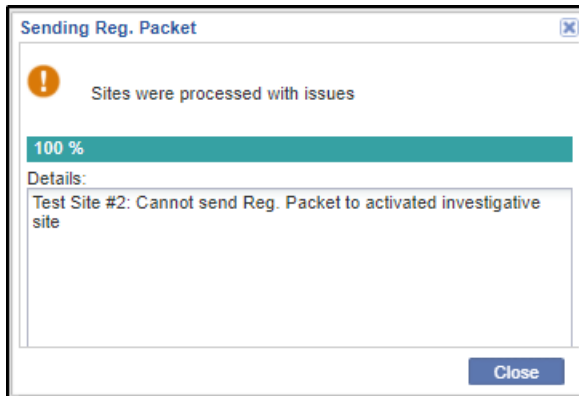 Sending Reg. Packet
Sites were processed with issues
100 %
Details:
Test Site #2: Cannot send Reg. Packet to activated investigative
site
Close